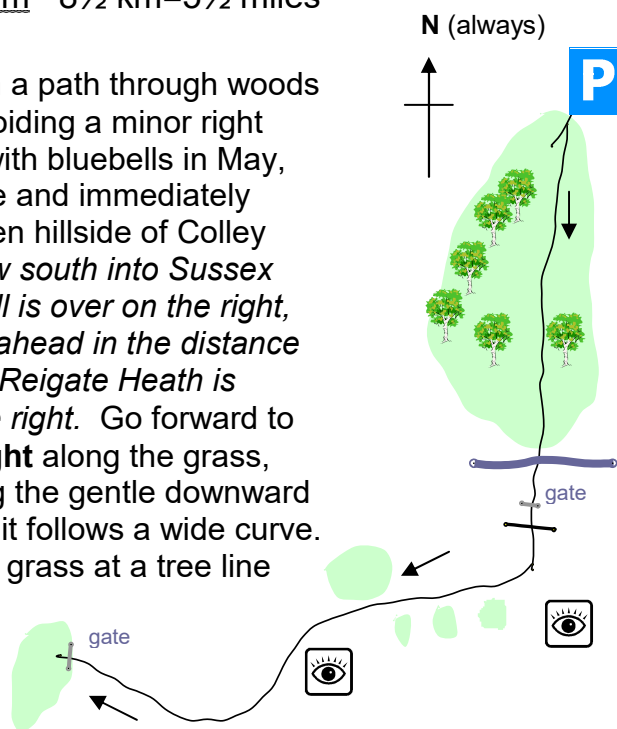 m 8½ km=5½ miles
N (always)
P
a path through woods
oiding a minor right
with bluebells in May,
e and immediately
en hillside of Colley
w south into Sussex
ll is over on the right,
ahead in the distance
Reigate Heath is
e right. Go forward to
ght along the grass,
g the gentle downward
it follows a wide curve.
grass at a tree line
gate
gate